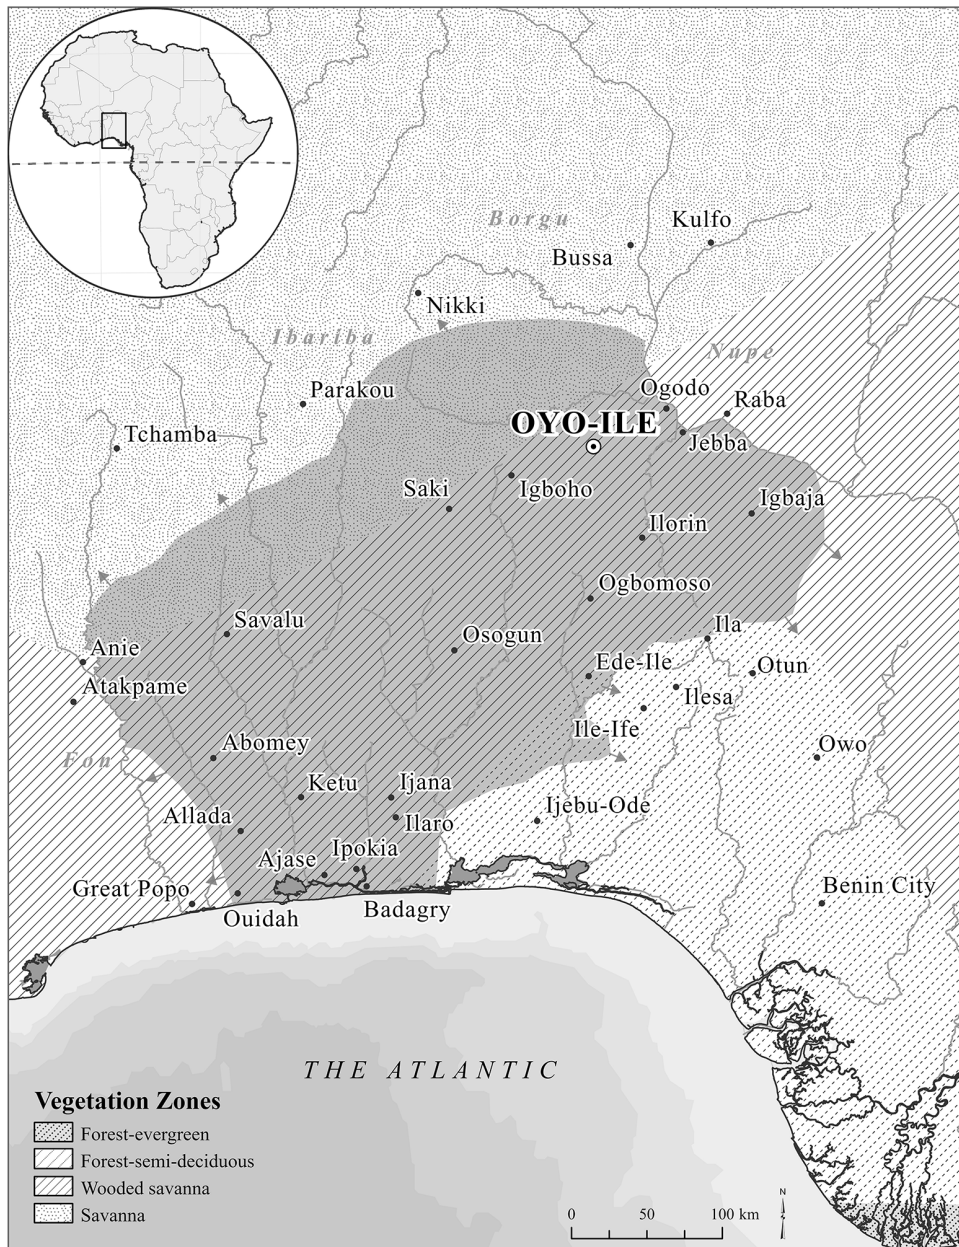 Borgu
Kulfo
Bussa
Nikki
Ibariba
Nupe
Parakou
Ogodo
Raba
OYO-ILE
Tchamba
Jebba
Saki
Igboho
Igbaja
Ilorin
Ogbomoso
Savalu
Osogun
Ila
Anie
Ede-Ile
Otun
Atakpame
Ilesa
Ile-Ife
Fon
Abomey
Owo
Ketu
Ijana
Allada
Ilaro
Ijebu-Ode
Ajase
Ipokia
Great Popo
Benin City
Ouidah
Badagry
THE ATLANTIC
Vegetation Zones
Forest-evergreen
Forest-semi-deciduous
Wooded savanna
Savanna
N
0 50 100 km